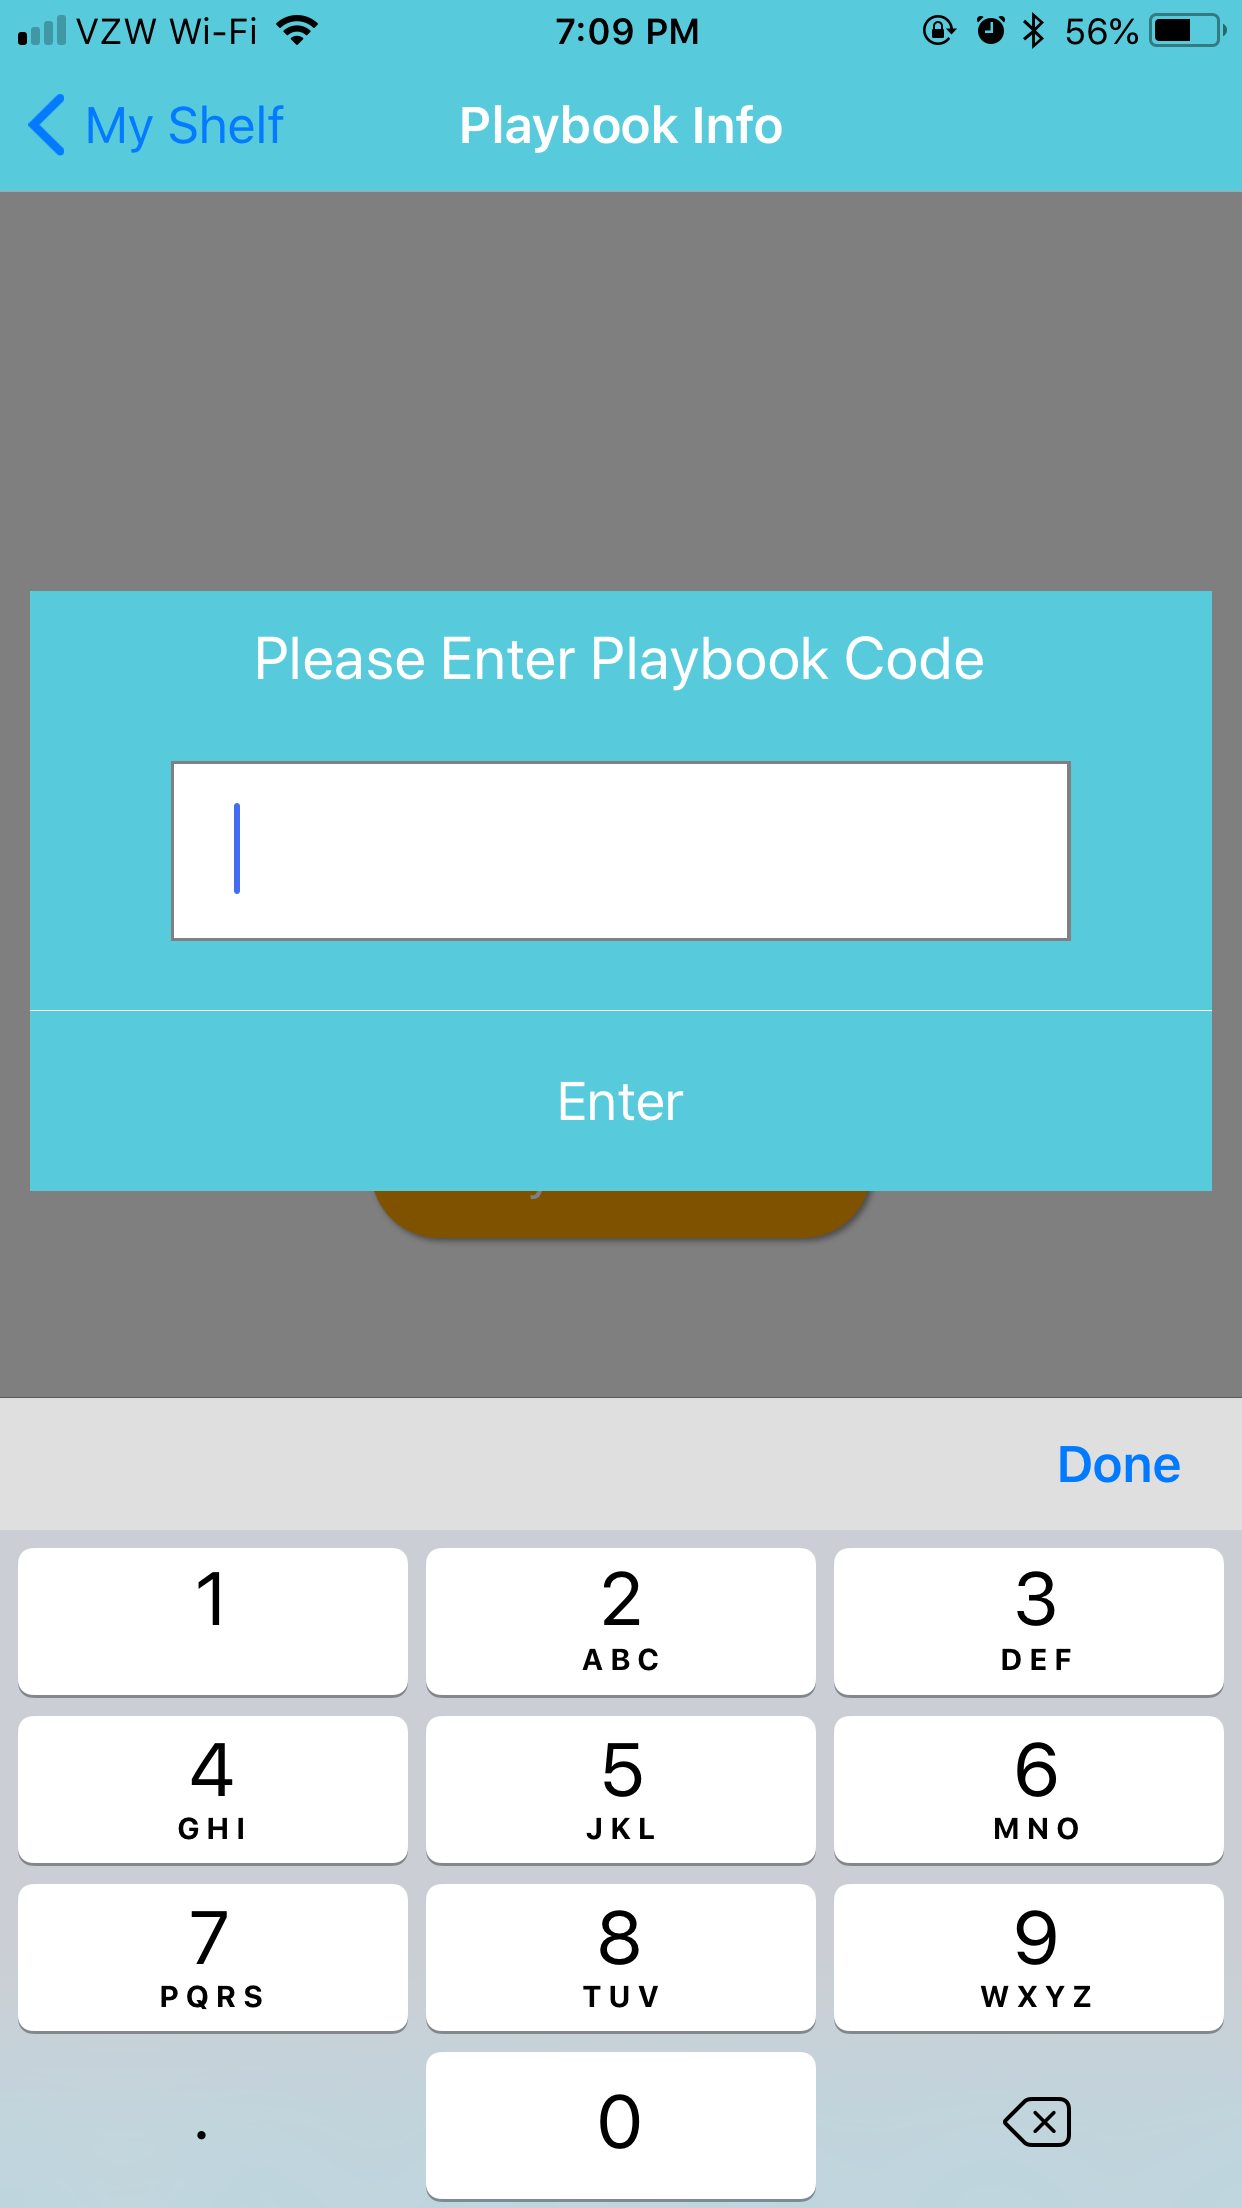 VZW Wi-Fi 7:09 PM 56%
My Shelf Playbook Info
Please Enter Playbook Code
Enter
Done
1 2 3
ABC DEF
4 5 6
GHI JKL MNO
7 8 9
PQRS TUV WXYZ
. 0